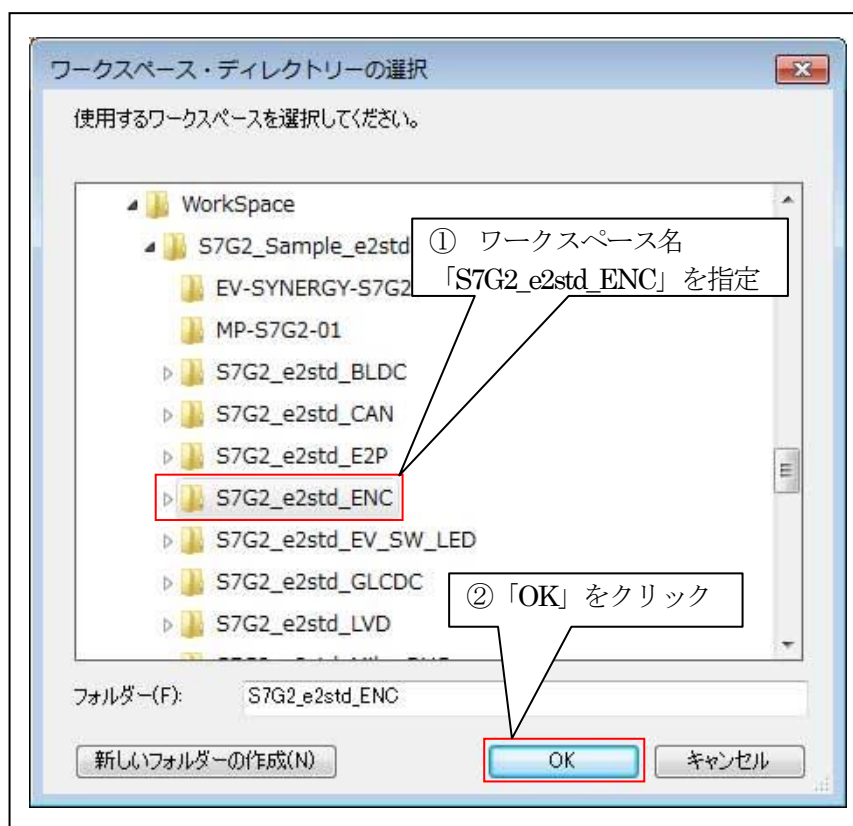 ワークスペース・ディレクトリーの選択
使用するワークスペースを選択してください。
WorkSpace
S7G2_Sample_e2std
① ワークスペース名
「S7G2_e2std_ENC」を指定
EV-SYNERGY-S7G2
MP-S7G2-01
S7G2_e2std_BLDC
S7G2_e2std_CAN
S7G2_e2std_E2P
S7G2_e2std_ENC
S7G2_e2std_EV_SW_LED
S7G2_e2std_GLCDC
②「OK」をクリック
S7G2_e2std_LVD
フォルダー(F): S7G2_e2std_ENC
新しいフォルダーの作成(N) OK キャンセル